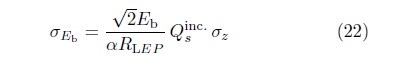 σ_{E_b} = \frac{\sqrt{2}E_b}{αR_{LEP}} Q_s^{inc.} σ_z (22)